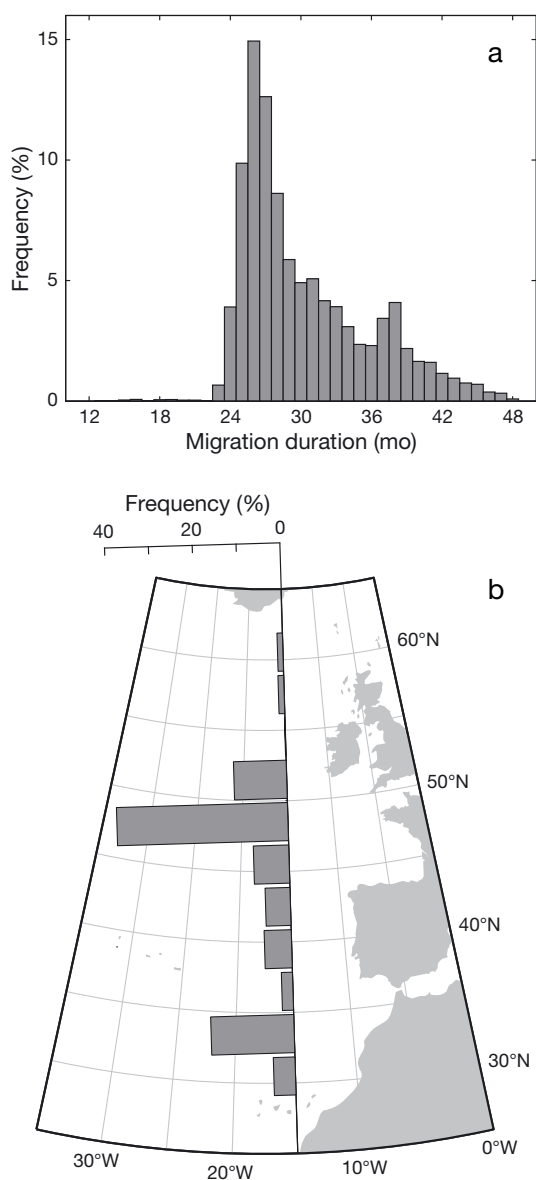 a
15
10
5
0
Frequency (%)
12 18 24 30 36 42 48
Migration duration (mo)
Frequency (%)
40 20 0
b
60°N
50°N
40°N
30°N
30°W 20°W 10°W 0°W